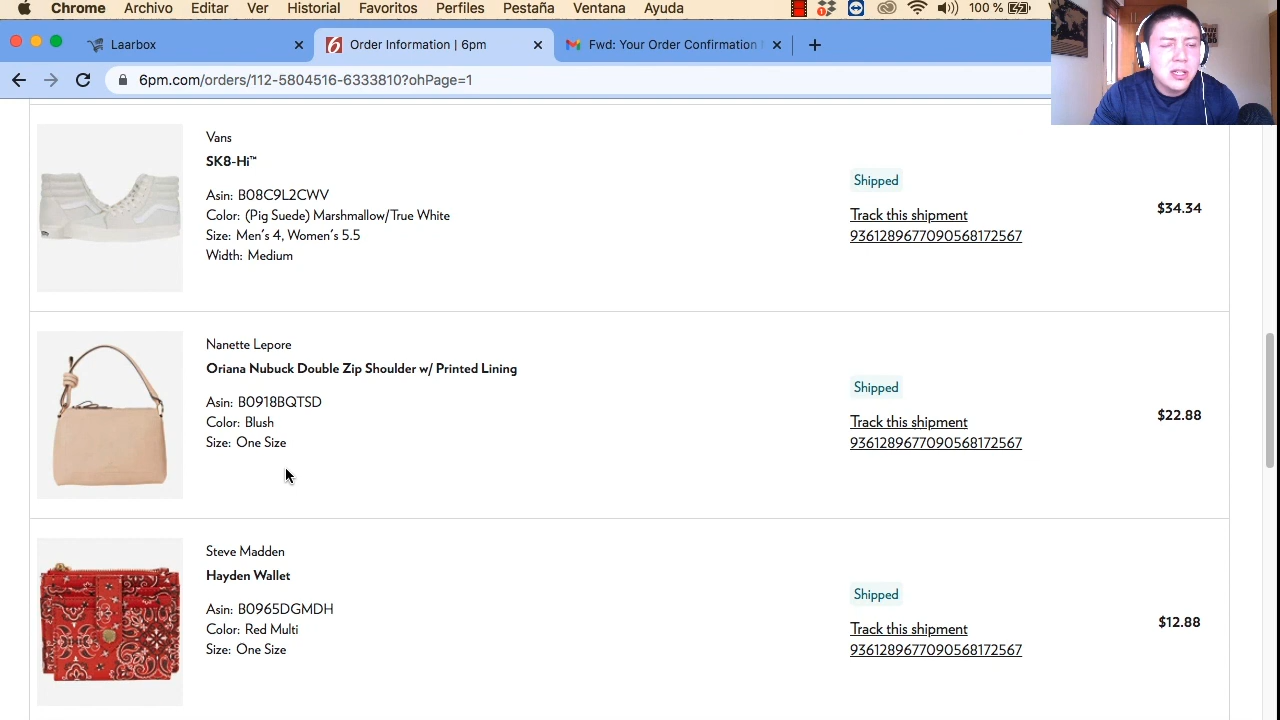 Chrome Archivo Editar Ver Historial Favoritos Perfiles Pestaña Ventana Ayuda 1 100 %
Laarbox
Order Information | 6pm
Fwd: Your Order Confirmation
6pm.com/orders/112-5804516-6333810?ohPage=1
Vans
SK8-Hi™
Asin: B08C9L2CWV
Color: (Pig Suede) Marshmallow/True White
Size: Men's 4, Women's 5.5
Width: Medium
Shipped
Track this shipment
9361289677090568172567
$34.34
Nanette Lepore
Oriana Nubuck Double Zip Shoulder w/ Printed Lining
Asin: B0918BQTSD
Color: Blush
Size: One Size
Shipped
Track this shipment
9361289677090568172567
$22.88
Steve Madden
Hayden Wallet
Asin: B0965DGMDH
Color: Red Multi
Size: One Size
Shipped
Track this shipment
9361289677090568172567
$12.88